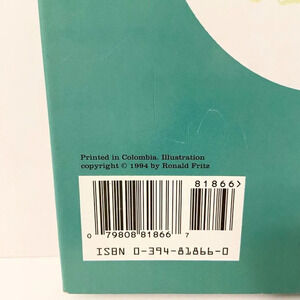 Printed in Colombia. Illustration
copyright © 1994 by Ronald Fritz
81866>
0 79808 81866 7
ISBN 0-394-81866-0